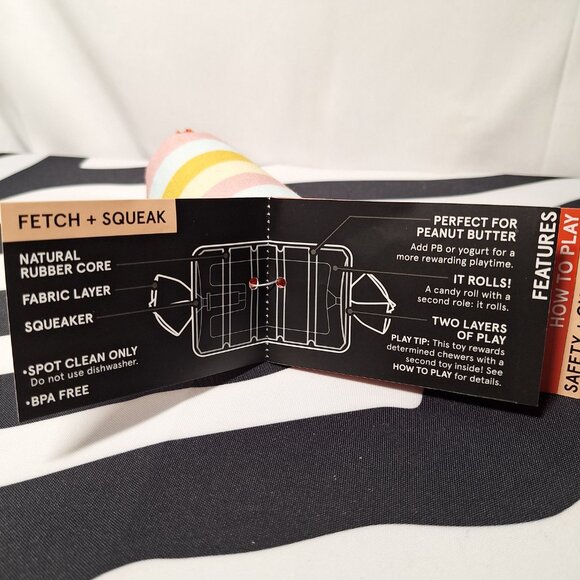 FETCH + SQUEAK
NATURAL
RUBBER CORE
FABRIC LAYER
SQUEAKER
•SPOT CLEAN ONLY
Do not use dishwasher.
•BPA FREE
PERFECT FOR
PEANUT BUTTER
Add PB or yogurt for a
more rewarding playtime.
IT ROLLS!
A candy roll with a
second role: it rolls.
TWO LAYERS
OF PLAY
PLAY TIP: This toy rewards
determined chewers with a
second toy inside! See
HOW TO PLAY for details.
FEATURES
HOW TO PLAY
SAFETY